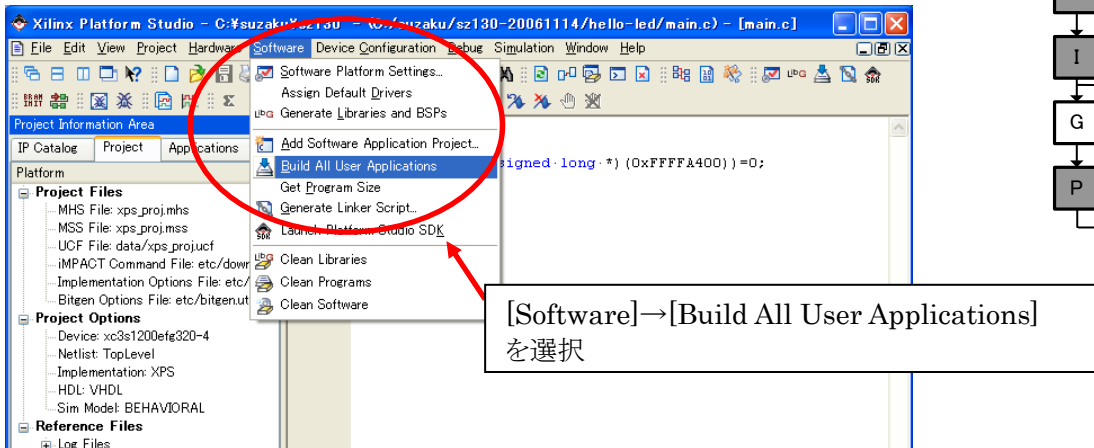 Xilinx Platform Studio - C:¥suzaku¥sz130 - (C:/suzaku/sz130-20061114/hello-led/main.c) - [main.c]
File Edit View Project Hardware Software Device Configuration Debug Simulation Window Help
Software Platform Settings...
Assign Default Drivers
Generate Libraries and BSPs
Add Software Application Project...
Build All User Applications
Get Program Size
Generate Linker Script...
Launch Platform Studio SDK
Clean Libraries
Clean Programs
Clean Software
Project Information Area
IP Catalog Project Applications
Platform
Project Files
MHS File: xps_proj.mhs
MSS File: xps_proj.mss
UCF File: data/xps_proj.ucf
iMPACT Command File: etc/down
Implementation Options File: etc/
Bitgen Options File: etc/bitgen.ut
Project Options
Device: xc3s1200efg320-4
Netlist: TopLevel
Implementation: XPS
HDL: VHDL
Sim Model: BEHAVIORAL
Reference Files
Log Files
signed long *)(0xFFFFA400))=0;
[Software]→[Build All User Applications]
を選択
I
G
P